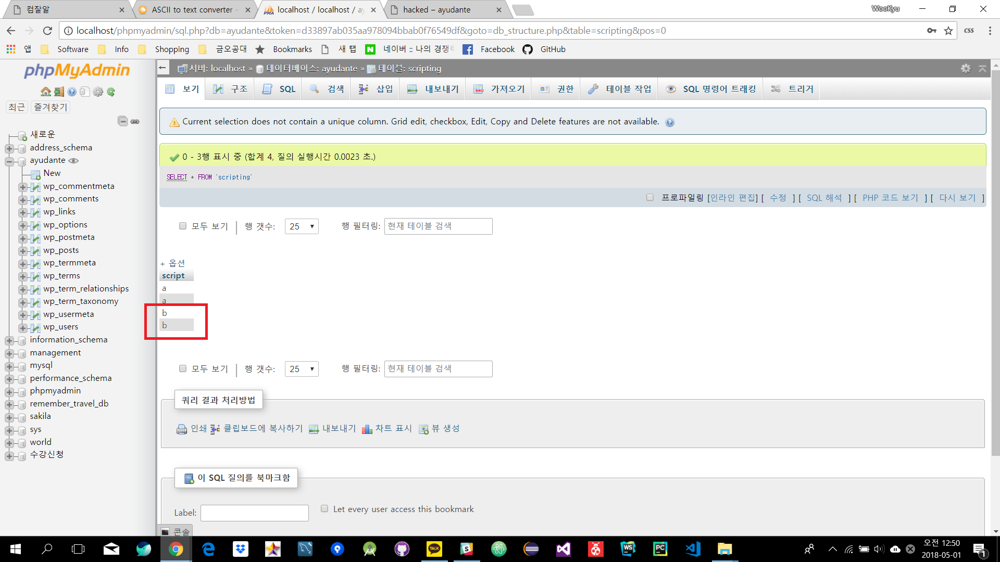 컴잘알
ASCII to text converter -
localhost / localhost / ay
hacked – ayudante
WooKyu
localhost/phpmyadmin/sql.php?db=ayudante&token=d33897ab035aa978094bbab0f76549df&goto=db_structure.php&table=scripting&pos=0
CSS
앱 Software Info Shopping 금오공대 Bookmarks 새 탭 N 네이버 :: 나의 경쟁 Facebook GitHub
phpMyAdmin
최근 즐겨찾기
새로운
address_schema
ayudante
New
wp_commentmeta
wp_comments
wp_links
wp_options
wp_postmeta
wp_posts
wp_termmeta
wp_terms
wp_term_relationships
wp_term_taxonomy
wp_usermeta
wp_users
information_schema
management
mysql
performance_schema
phpmyadmin
remember_travel_db
sakila
sys
world
수강신청
서버: localhost » 데이터베이스: ayudante » 테이블: scripting
보기 구조 SQL 검색 삽입 내보내기 가져오기 권한 테이블 작업 SQL 명령어 트래킹 트리거
Current selection does not contain a unique column. Grid edit, checkbox, Edit, Copy and Delete features are not available.
0 - 3행 표시 중 (합계 4, 질의 실행시간 0.0023 초.)
SELECT * FROM `scripting`
프로파일링 [인라인 편집] [ 수정 ] [ SQL 해석 ] [ PHP 코드 보기 ] [ 다시 보기 ]
모두 보기 | 행 갯수: 25 행 필터링: 현재 테이블 검색
+ 옵션
script
a
a
b
b
모두 보기 | 행 갯수: 25 행 필터링: 현재 테이블 검색
쿼리 결과 처리방법
인쇄 클립보드에 복사하기 내보내기 차트 표시 뷰 생성
이 SQL 질의를 북마크함
Label:
Let every user access this bookmark
콘솔
TALK
WS
PC
오전 12:50
2018-05-01
1